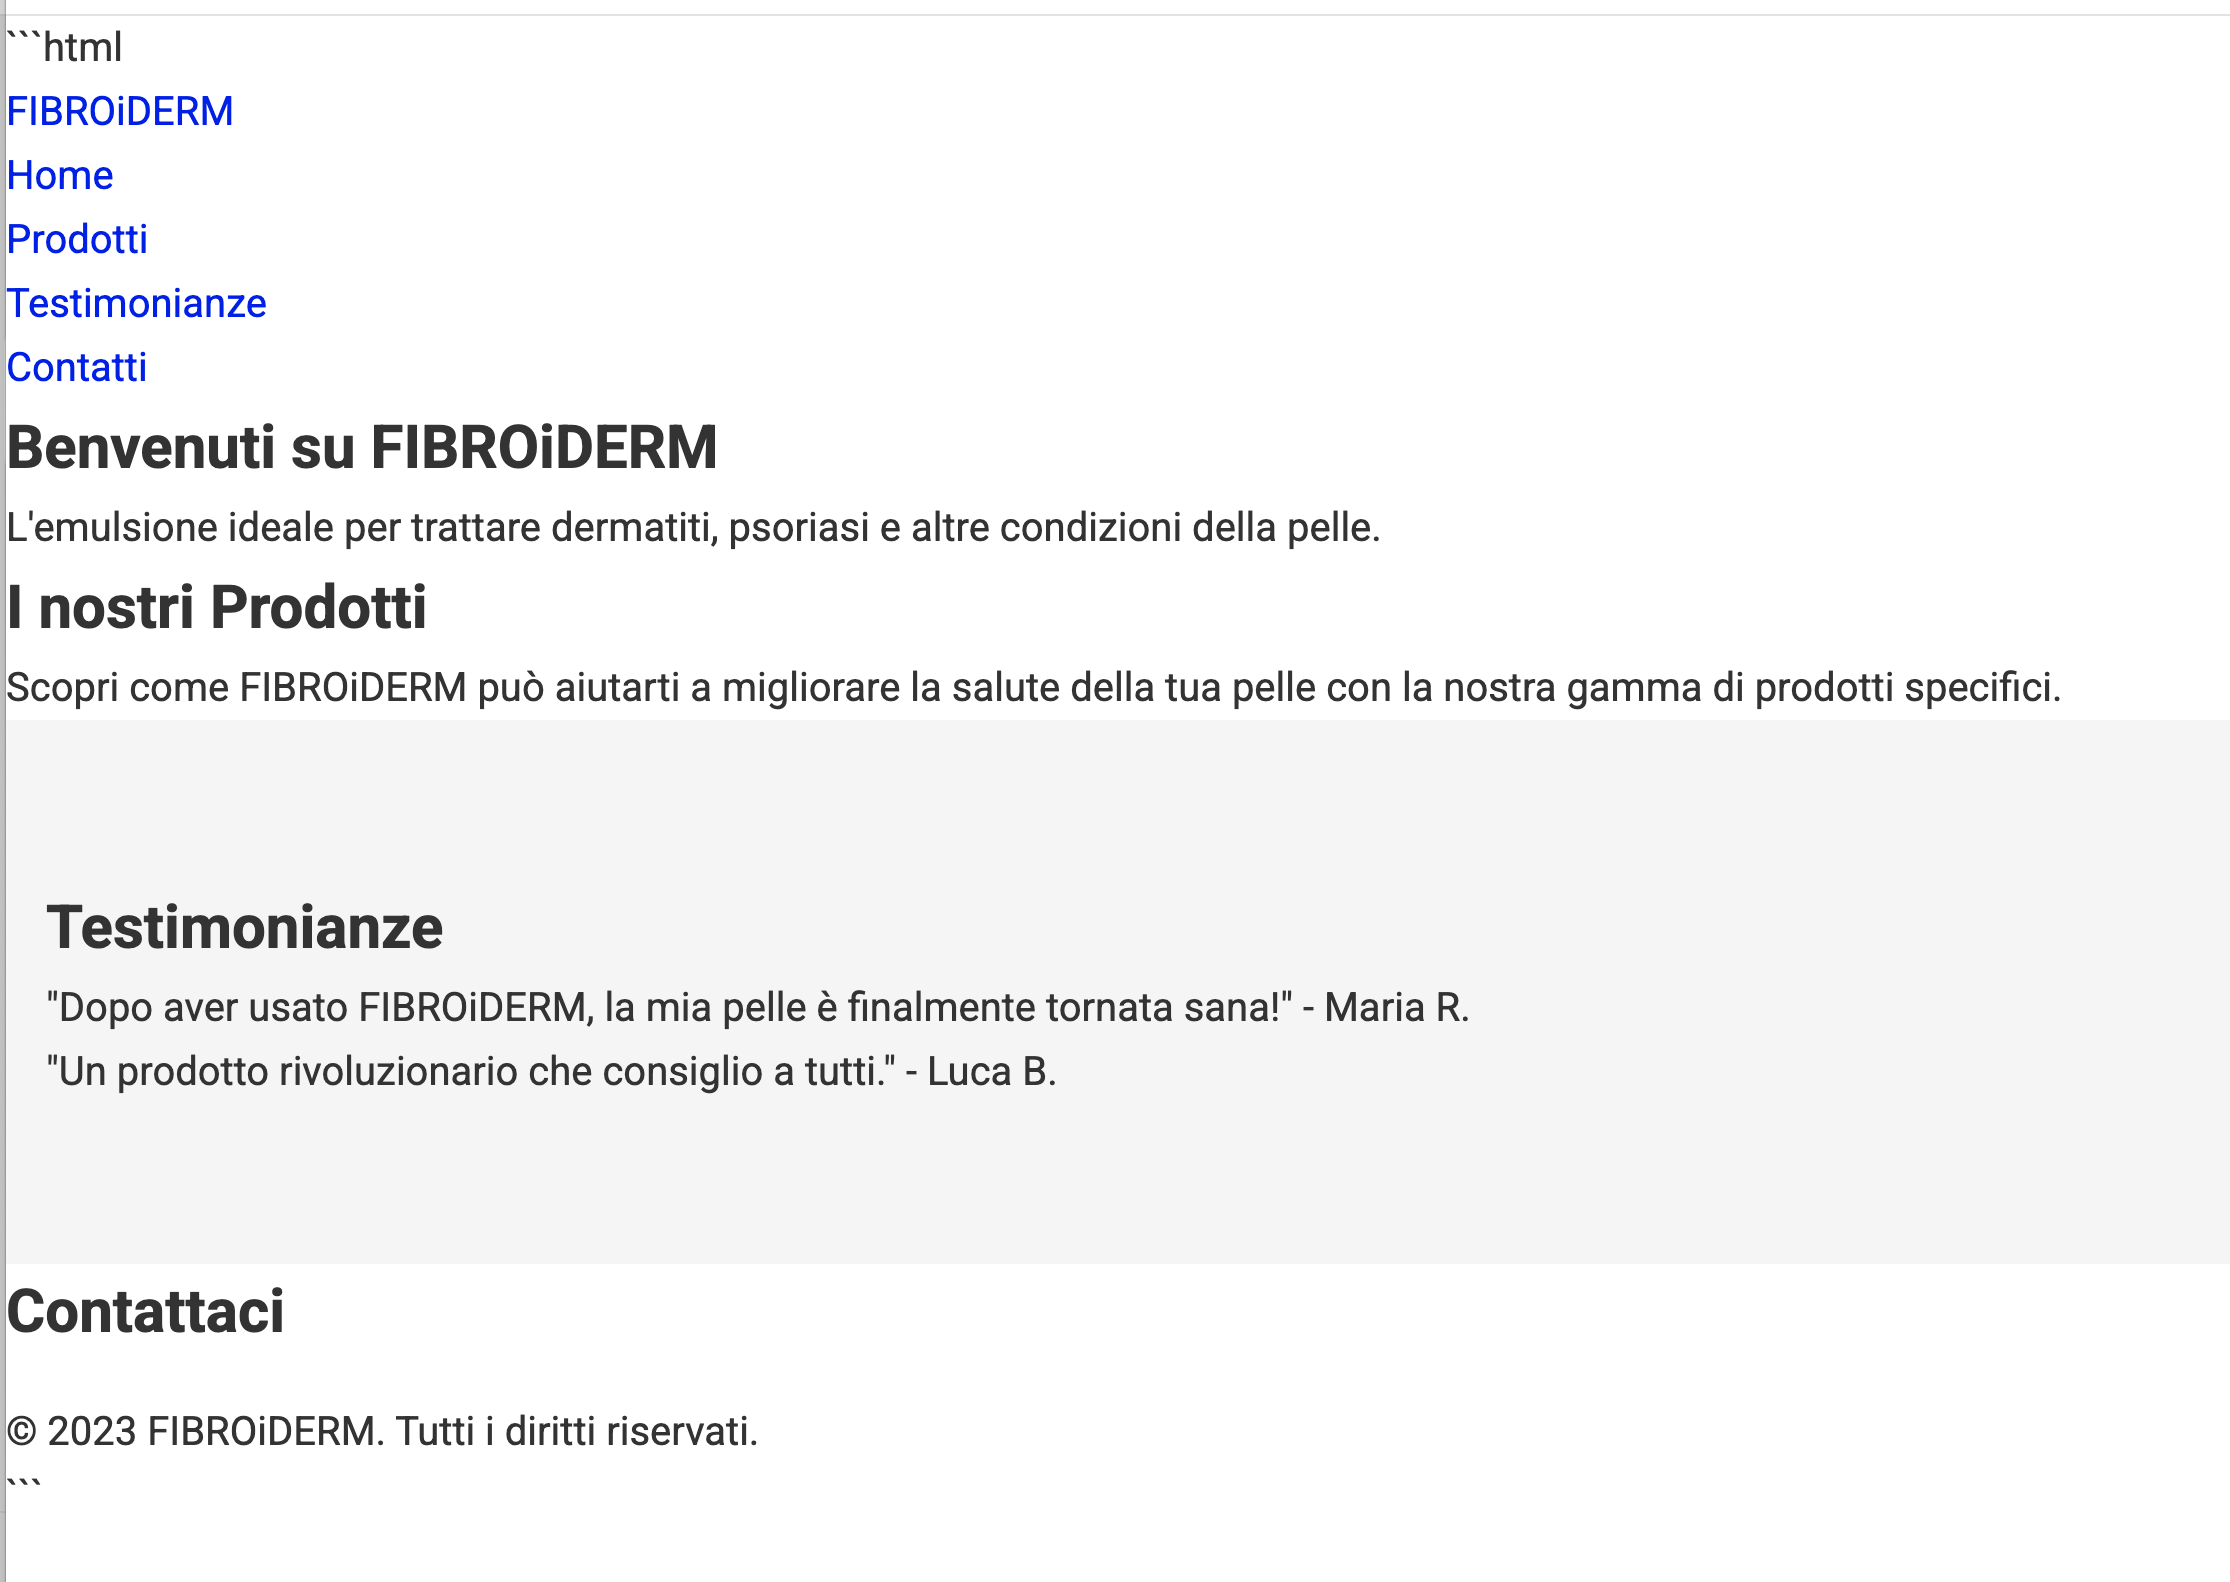 ```html
FIBROiDERM
Home
Prodotti
Testimonianze
Contatti
Benvenuti su FIBROiDERM
L'emulsione ideale per trattare dermatiti, psoriasi e altre condizioni della pelle.
I nostri Prodotti
Scopri come FIBROiDERM può aiutarti a migliorare la salute della tua pelle con la nostra gamma di prodotti specifici.
Testimonianze
"Dopo aver usato FIBROiDERM, la mia pelle è finalmente tornata sana!" - Maria R.
"Un prodotto rivoluzionario che consiglio a tutti." - Luca B.
Contattaci
© 2023 FIBROiDERM. Tutti i diritti riservati.
```